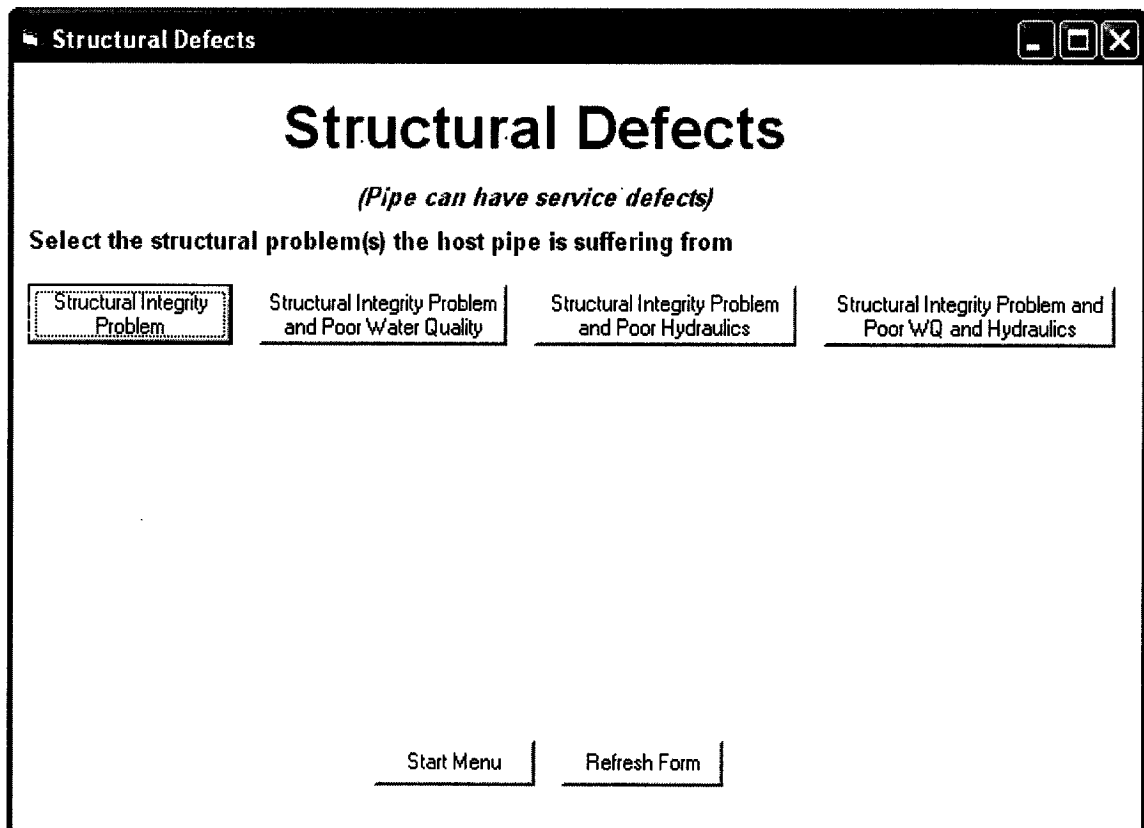 Structural Defects
Structural Defects
(Pipe can have service defects)
Select the structural problem(s) the host pipe is suffering from
Structural Integrity
Problem
Structural Integrity Problem
and Poor Water Quality
Structural Integrity Problem
and Poor Hydraulics
Structural Integrity Problem and
Poor WQ and Hydraulics
Start Menu
Refresh Form